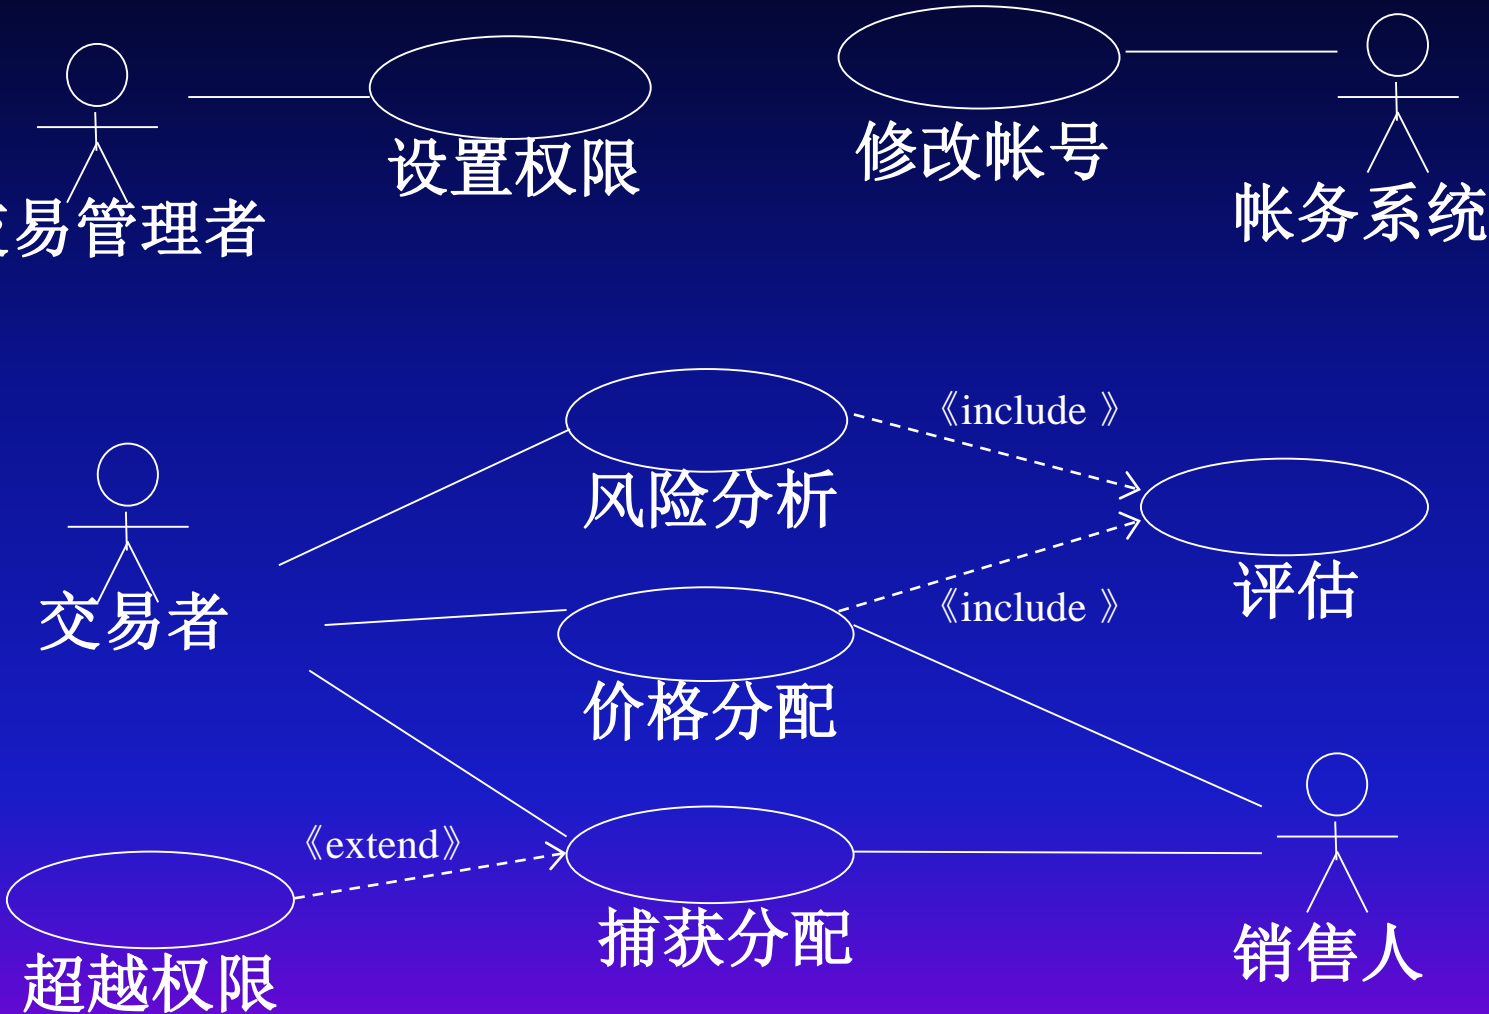 设置权限
修改帐号
易管理者
帐务系统
《include 》
风险分析
评估
交易者
《include 》
价格分配
《extend》
捕获分配
销售人
超越权限